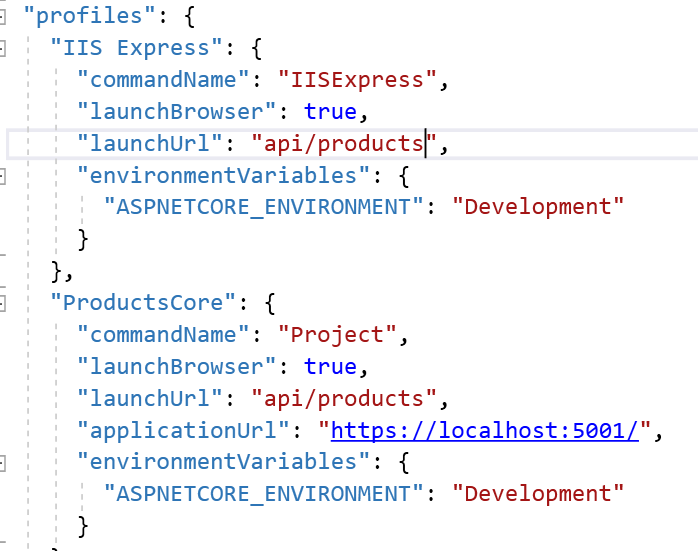 "profiles": {
"IIS Express": {
"commandName": "IISExpress",
"launchBrowser": true,
"launchUrl": "api/products",
"environmentVariables": {
"ASPNETCORE_ENVIRONMENT": "Development"
}
},
"ProductsCore": {
"commandName": "Project",
"launchBrowser": true,
"launchUrl": "api/products",
"applicationUrl": "https://localhost:5001/",
"environmentVariables": {
"ASPNETCORE_ENVIRONMENT": "Development"
}